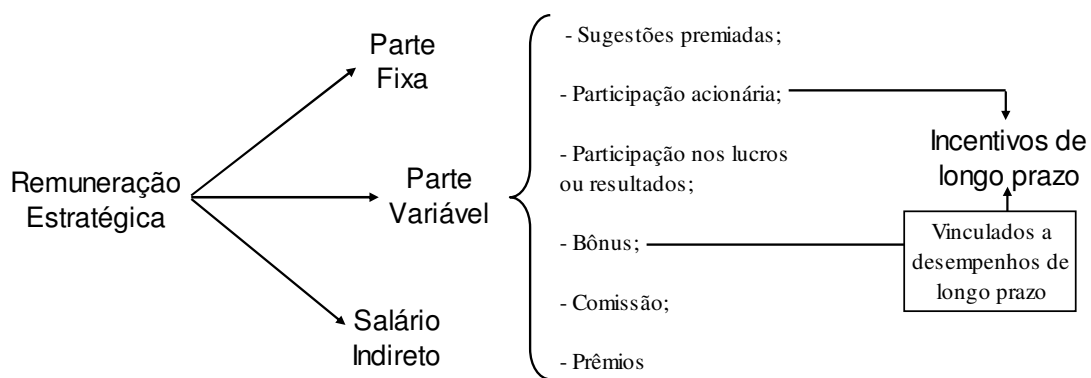 Remuneração
Estratégica
Parte
Fixa
Parte
Variável
Salário
Indireto
- Sugestões premiadas;
- Participação acionária;
- Participação nos lucros
ou resultados;
- Bônus;
- Comissão;
- Prêmios
Incentivos de
longo prazo
Vinculados a
desempenhos de
longo prazo